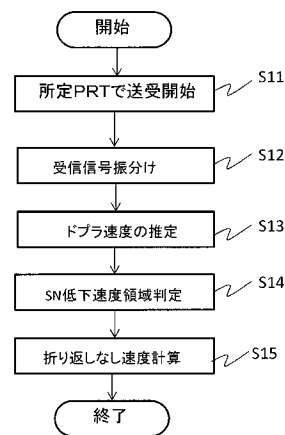 開始
所定PRTで送受開始
S11
受信信号振分け
S12
ドプラ速度の推定
S13
SN低下速度領域判定
S14
折り返しなし速度計算
S15
終了